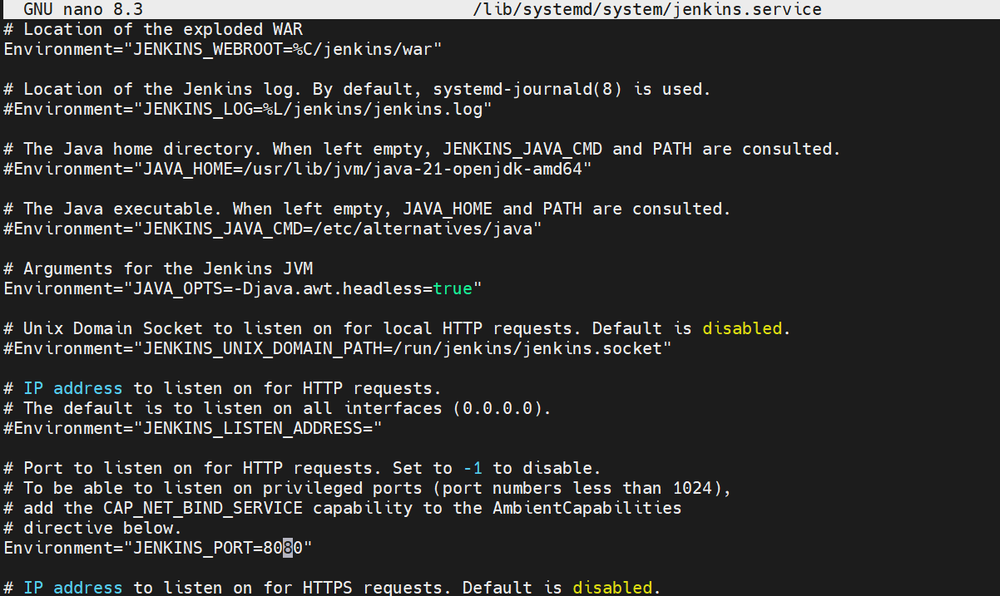 GNU nano 8.3 /lib/systemd/system/jenkins.service
# Location of the exploded WAR
Environment="JENKINS_WEBROOT=%C/jenkins/war"
# Location of the Jenkins log. By default, systemd-journald(8) is used.
#Environment="JENKINS_LOG=%L/jenkins/jenkins.log"
# The Java home directory. When left empty, JENKINS_JAVA_CMD and PATH are consulted.
#Environment="JAVA_HOME=/usr/lib/jvm/java-21-openjdk-amd64"
# The Java executable. When left empty, JAVA_HOME and PATH are consulted.
#Environment="JENKINS_JAVA_CMD=/etc/alternatives/java"
# Arguments for the Jenkins JVM
Environment="JAVA_OPTS=-Djava.awt.headless=true"
# Unix Domain Socket to listen on for local HTTP requests. Default is disabled.
#Environment="JENKINS_UNIX_DOMAIN_PATH=/run/jenkins/jenkins.socket"
# IP address to listen on for HTTP requests.
# The default is to listen on all interfaces (0.0.0.0).
#Environment="JENKINS_LISTEN_ADDRESS="
# Port to listen on for HTTP requests. Set to -1 to disable.
# To be able to listen on privileged ports (port numbers less than 1024),
# add the CAP_NET_BIND_SERVICE capability to the AmbientCapabilities
# directive below.
Environment="JENKINS_PORT=8080"
# IP address to listen on for HTTPS requests. Default is disabled.